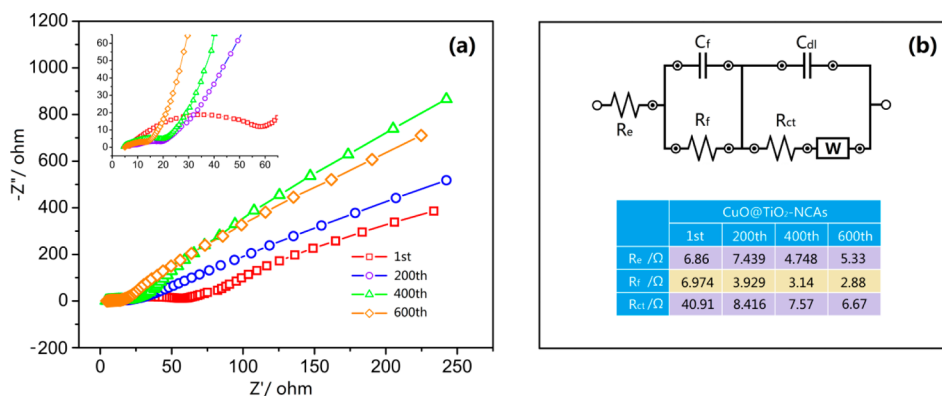 (a)
-Z"/ ohm
1200
1000
800
600
400
200
0
-200
0 50 100 150 200 250
Z'/ ohm
60
50
40
30
20
10
0
0 10 20 30 40 50 60
1st
200th
400th
600th
(b)
Cf
Cdl
Re
Rf
Rct
W
CuO@TiO2-NCAs
1st 200th 400th 600th
Re /Ω 6.86 7.439 4.748 5.33
Rf /Ω 6.974 3.929 3.14 2.88
Rct/Ω 40.91 8.416 7.57 6.67